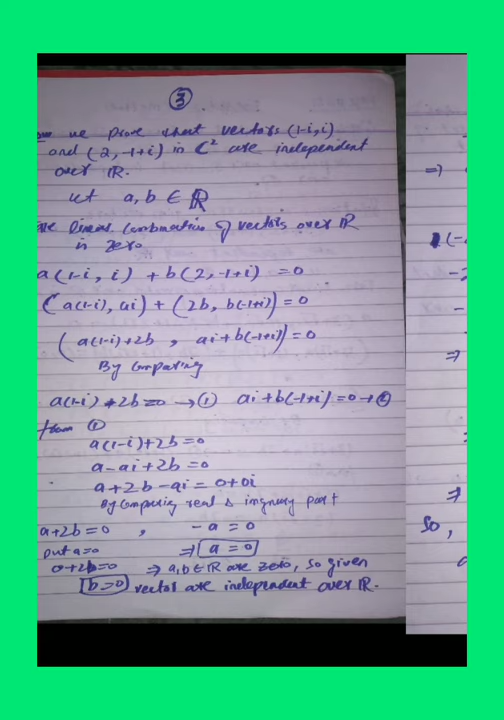 3
we prove that vectors (1-i, i)
and (2, -1+i) in C² are independent
over R.
let a, b ∈ R
Linear Combination of vectors over R
is zero
a(1-i, i) + b(2, -1+i) = 0
(a(1-i), ai) + (2b, b(-1+i)) = 0
(a(1-i)+2b , ai+b(-1+i)) = 0
By Comparing
a(1-i)+2b=0 →① ai+b(-1+i)=0→②
from ①
a(1-i)+2b=0
a-ai+2b=0
a+2b-ai=0+0i
By Comparing real & imginary part
a+2b=0 , -a=0
put a=0 ⇒ a=0
0+2b=0 ⇒ a,b∈R are zero, so given
b=0 vector are independent over R.
⇒
(-
⇒
⇒
So,